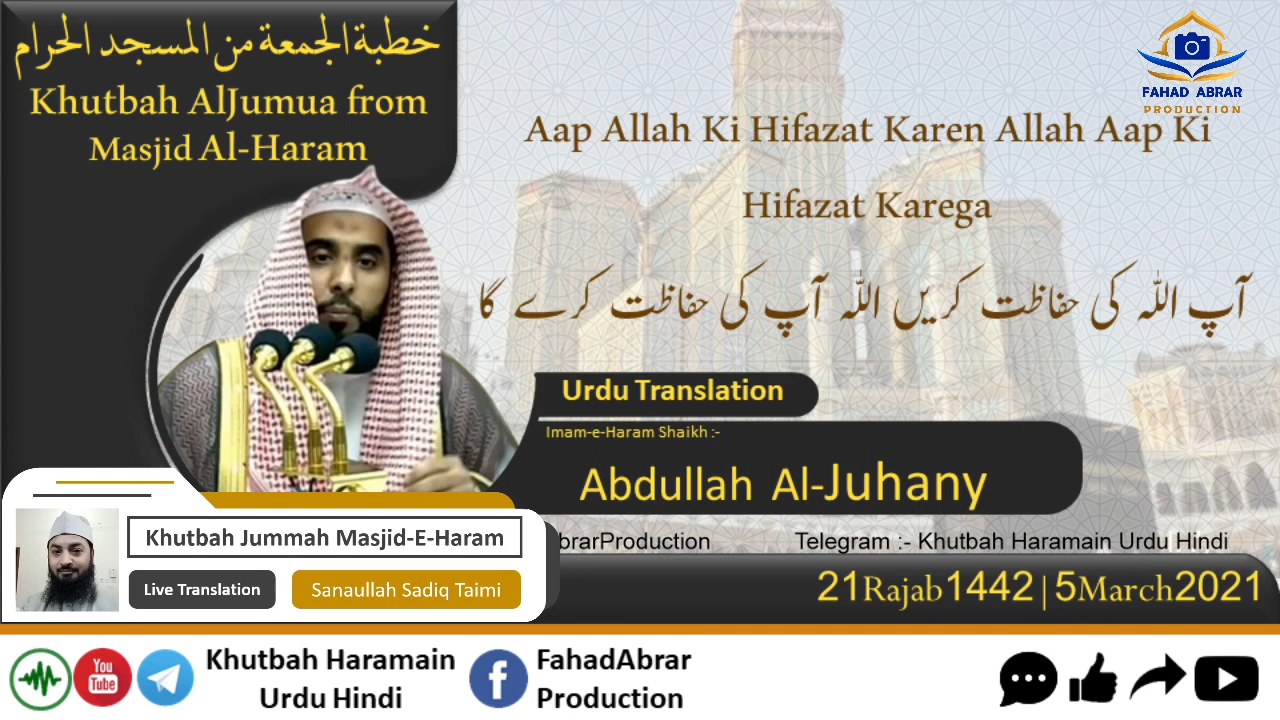 خطبة الجمعة من المسجد الحرام
Khutbah AlJumua from
Masjid Al-Haram
FAHAD ABRAR
PRODUCTION
Aap Allah Ki Hifazat Karen Allah Aap Ki
Hifazat Karega
آپ اللہ کی حفاظت کریں اللہ آپ کی حفاظت کرے گا
Urdu Translation
Imam-e-Haram Shaikh :-
Abdullah Al-Juhany
Khutbah Jummah Masjid-E-Haram
Live Translation
Sanaullah Sadiq Taimi
brarProduction
Telegram :- Khutbah Haramain Urdu Hindi
21Rajab1442|5March2021
You
Tube
Khutbah Haramain
Urdu Hindi
FahadAbrar
Production